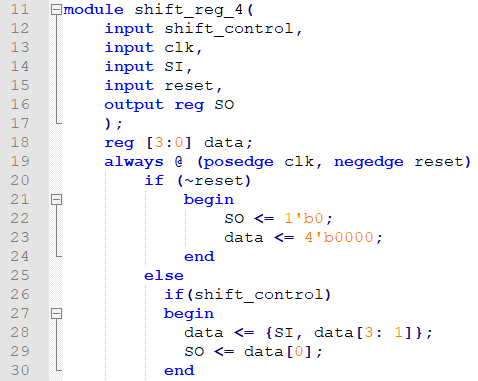 11 module shift_reg_4(
12 input shift_control,
13 input clk,
14 input SI,
15 input reset,
16 output reg SO
17 );
18 reg [3:0] data;
19 always @ (posedge clk, negedge reset)
20 if (~reset)
21 begin
22 SO <= 1'b0;
23 data <= 4'b0000;
24 end
25 else
26 if(shift_control)
27 begin
28 data <= {SI, data[3: 1]};
29 SO <= data[0];
30 end